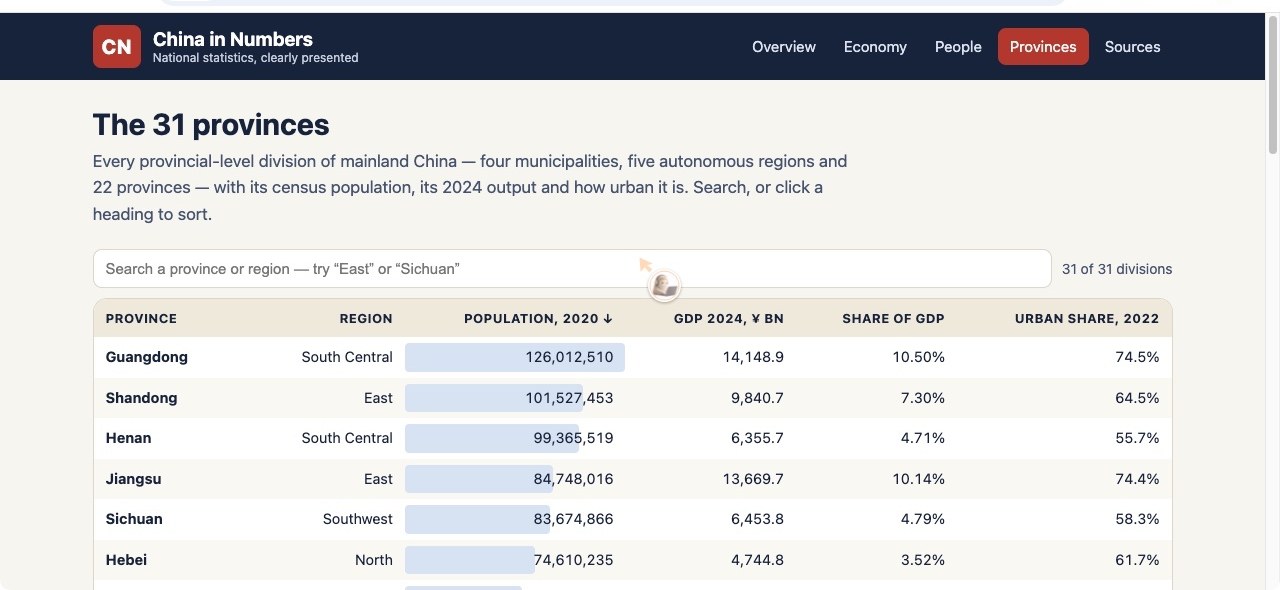 CN
China in Numbers
National statistics, clearly presented
Overview Economy People Provinces Sources
The 31 provinces
Every provincial-level division of mainland China — four municipalities, five autonomous regions and
22 provinces — with its census population, its 2024 output and how urban it is. Search, or click a
heading to sort.
Search a province or region — try “East” or “Sichuan” 31 of 31 divisions
PROVINCE REGION POPULATION, 2020 ↓ GDP 2024, ¥ BN SHARE OF GDP URBAN SHARE, 2022
Guangdong South Central 126,012,510 14,148.9 10.50% 74.5%
Shandong East 101,527,453 9,840.7 7.30% 64.5%
Henan South Central 99,365,519 6,355.7 4.71% 55.7%
Jiangsu East 84,748,016 13,669.7 10.14% 74.4%
Sichuan Southwest 83,674,866 6,453.8 4.79% 58.3%
Hebei North 74,610,235 4,744.8 3.52% 61.7%